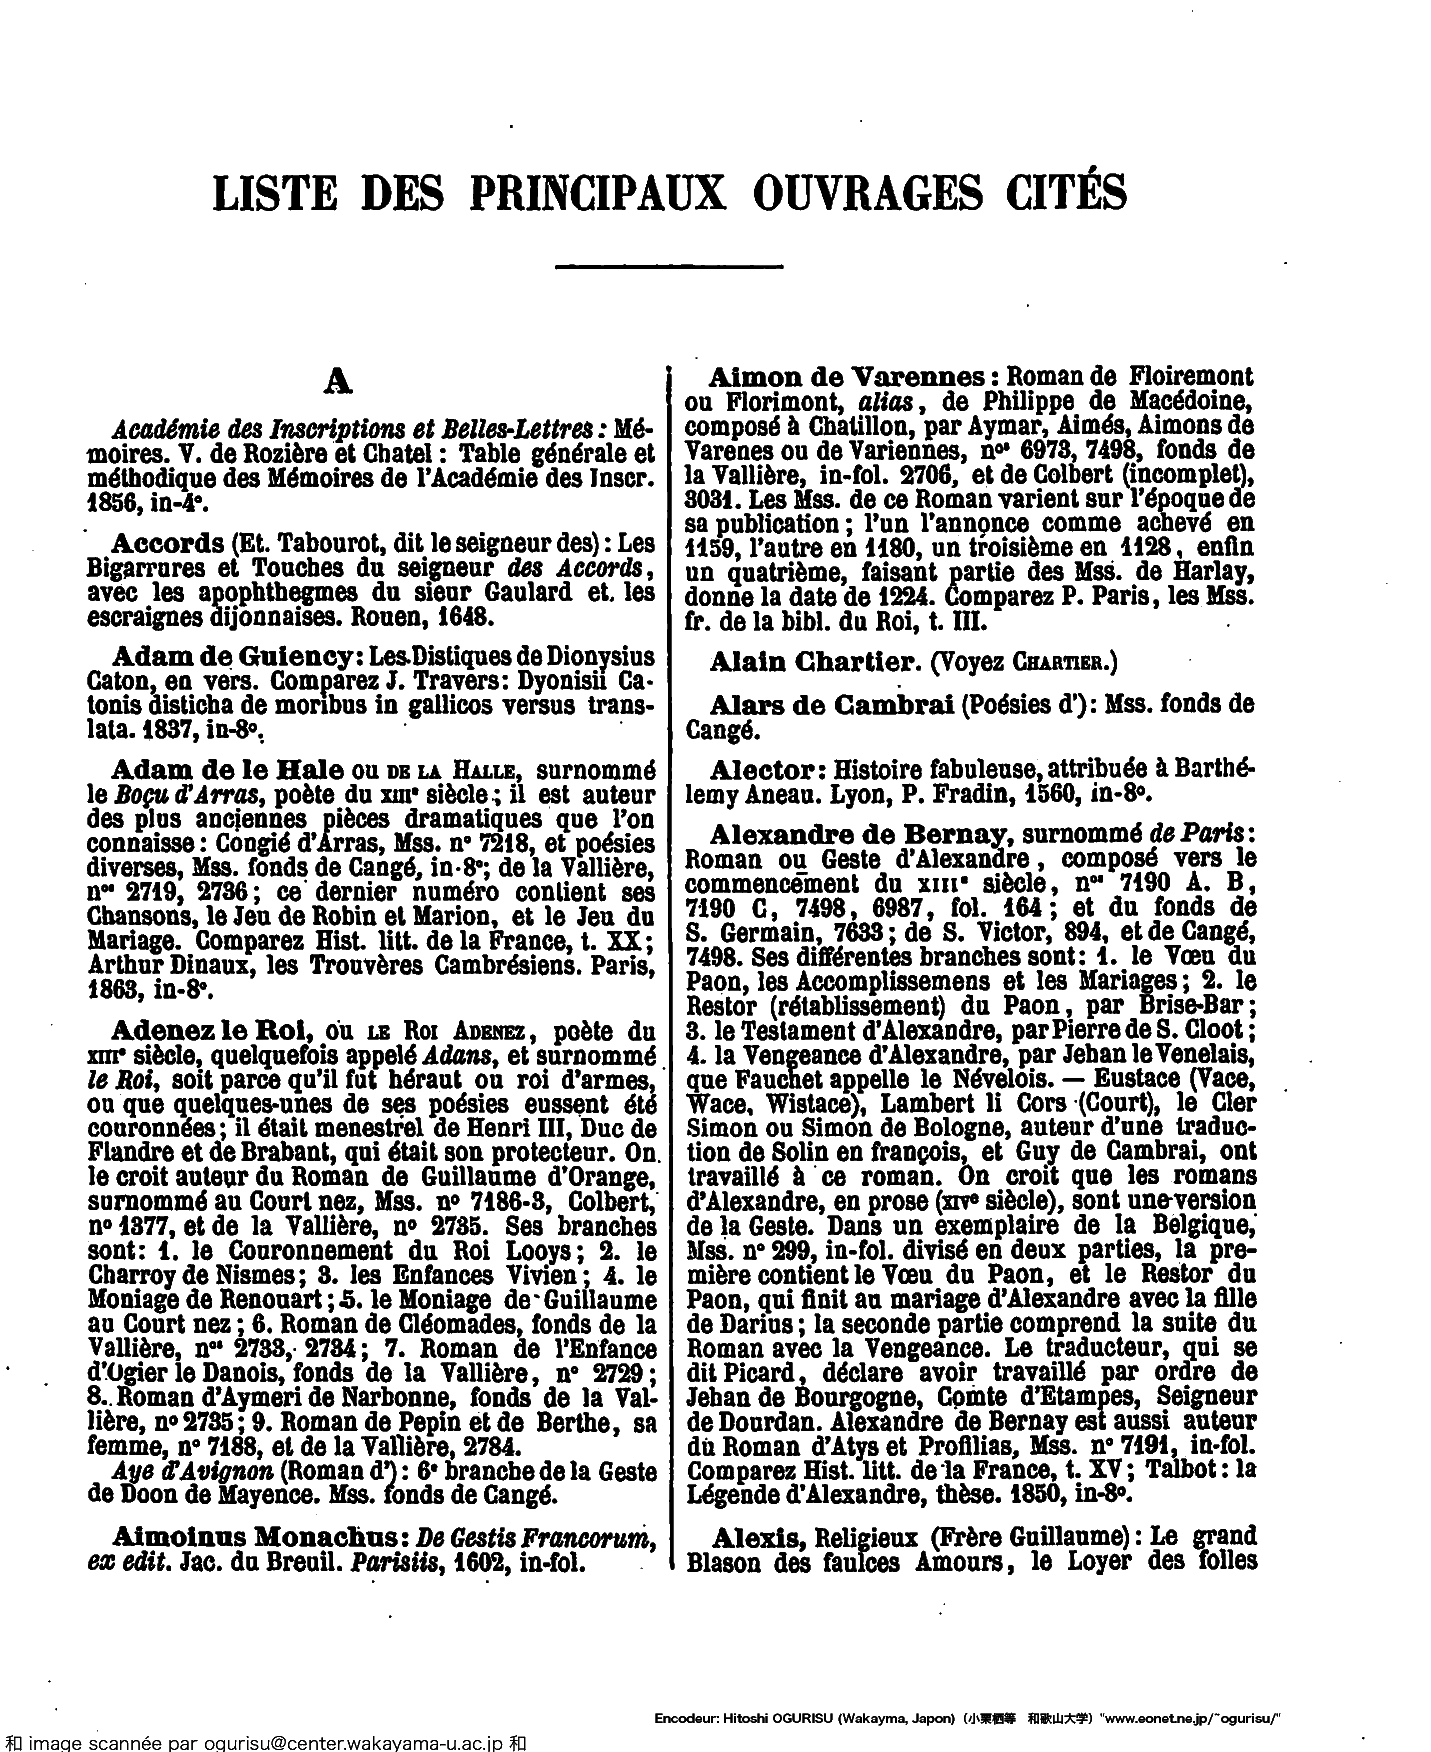 LISTE DES PRINCIPAUX OUVRAGES CITÉS
A
Académie des Inscriptions et Belles-Lettres : Mé-
moires. V. de Rozière et Chatel : Table générale et
méthodique des Mémoires de l'Académie des Inscr.
1856, in-4º.
Accords (Et. Tabourot, dit le seigneur des) : Les
Bigarrures et Touches du seigneur des Accords,
avec les apophthegmes du sieur Gaulard et. les
escraignes dijonnaises. Rouen, 1648.
Adam de Guiency : Les Distiques de Dionysius
Caton, en vers. Comparez J. Travers : Dyonisii Ca-
tonis disticha de moribus in gallicos versus trans-
lata. 1837, in-8º.
Adam de le Hale ou DE LA HALLE, surnommé
le Boçu d'Arras, poète du XIIIe siècle ; il est auteur
des plus anciennes pièces dramatiques que l'on
connaisse : Congié d'Arras, Mss. nº 7218, et poésies
diverses, Mss. fonds de Cangé, in-8º ; de la Vallière,
nos 2719, 2736 ; ce dernier numéro contient ses
Chansons, le Jeu de Robin et Marion, et le Jeu du
Mariage. Comparez Hist. litt. de la France, t. XX ;
Arthur Dinaux, les Trouvères Cambrésiens. Paris,
1863, in-8º.
Adenez le Roi, ou LE ROI ADENEZ, poète du
XIIIe siècle, quelquefois appelé Adans, et surnommé
le Roi, soit parce qu'il fut héraut ou roi d'armes,
ou que quelques-unes de ses poésies eussent été
couronnées ; il était menestrel de Henri III, Duc de
Flandre et de Brabant, qui était son protecteur. On
le croit auteur du Roman de Guillaume d'Orange,
surnommé au Court nez, Mss. nº 7186-3, Colbert,
nº 1377, et de la Vallière, nº 2735. Ses branches
sont : 1. le Couronnement du Roi Looys ; 2. le
Charroy de Nismes ; 3. les Enfances Vivien ; 4. le
Moniage de Renouart ; 5. le Moniage de Guillaume
au Court nez ; 6. Roman de Cléomades, fonds de la
Vallière, nos 2733, 2734 ; 7. Roman de l'Enfance
d'Ogier le Danois, fonds de la Vallière, nº 2729 ;
8. Roman d'Aymeri de Narbonne, fonds de la Val-
lière, nº 2735 ; 9. Roman de Pepin et de Berthe, sa
femme, nº 7188, et de la Vallière, 2784.
Aye d'Avignon (Roman d') : 6e branche de la Geste
de Doon de Mayence. Mss. fonds de Cangé.
Aimoinus Monachus : De Gestis Francorum,
ex edit. Jac. du Breuil. Parisiis, 1602, in-fol.
Aimon de Varennes : Roman de Floiremont
ou Florimont, alias, de Philippe de Macédoine,
composé à Chatillon, par Aymar, Aimés, Aimons de
Varenes ou de Variennes, nos 6973, 7498, fonds de
la Vallière, in-fol. 2706, et de Colbert (incomplet),
3031. Les Mss. de ce Roman varient sur l'époque de
sa publication ; l'un l'annonce comme achevé en
1159, l'autre en 1180, un troisième en 1128, enfin
un quatrième, faisant partie des Mss. de Harlay,
donne la date de 1224. Comparez P. Paris, les Mss.
fr. de la bibl. du Roi, t. III.
Alain Chartier. (Voyez CHARTIER.)
Alars de Cambrai (Poésies d') : Mss. fonds de
Cangé.
Alector : Histoire fabuleuse, attribuée à Barthé-
lemy Aneau. Lyon, P. Fradin, 1560, in-8º.
Alexandre de Bernay, surnommé de Paris :
Roman ou Geste d'Alexandre, composé vers le
commencement du XIIIe siècle, nos 7190 A. B,
7190 C, 7498, 6987, fol. 164 ; et du fonds de
S. Germain, 7633 ; de S. Victor, 894, et de Cangé,
7498. Ses différentes branches sont : 1. le Vœu du
Paon, les Accomplissemens et les Mariages ; 2. le
Restor (rétablissement) du Paon, par Brise-Bar ;
3. le Testament d'Alexandre, par Pierre de S. Cloot ;
4. la Vengeance d'Alexandre, par Jehan le Venelais,
que Fauchet appelle le Névelois. — Eustace (Vace,
Wace, Wistace), Lambert li Cors (Court), le Cler
Simon ou Simon de Bologne, auteur d'une traduc-
tion de Solin en françois, et Guy de Cambrai, ont
travaillé à ce roman. On croit que les romans
d'Alexandre, en prose (XIVe siècle), sont une version
de la Geste. Dans un exemplaire de la Belgique,
Mss. nº 299, in-fol. divisé en deux parties, la pre-
mière contient le Vœu du Paon, et le Restor du
Paon, qui finit au mariage d'Alexandre avec la fille
de Darius ; la seconde partie comprend la suite du
Roman avec la Vengeance. Le traducteur, qui se
dit Picard, déclare avoir travaillé par ordre de
Jehan de Bourgogne, Comte d'Etampes, Seigneur
de Dourdan. Alexandre de Bernay est aussi auteur
du Roman d'Atys et Profilias, Mss. nº 7191, in-fol.
Comparez Hist. litt. de la France, t. XV ; Talbot : la
Légende d'Alexandre, thèse. 1850, in-8º.
Alexis, Religieux (Frère Guillaume) : Le grand
Blason des faulces Amours, le Loyer des folles
Encodeur: Hitoshi OGURISU (Wakayma, Japon) (小栗栖等 和歌山大学) "www.eonet.ne.jp/~ogurisu/"
和 image scannée par ogurisu@center.wakayama-u.ac.jp 和